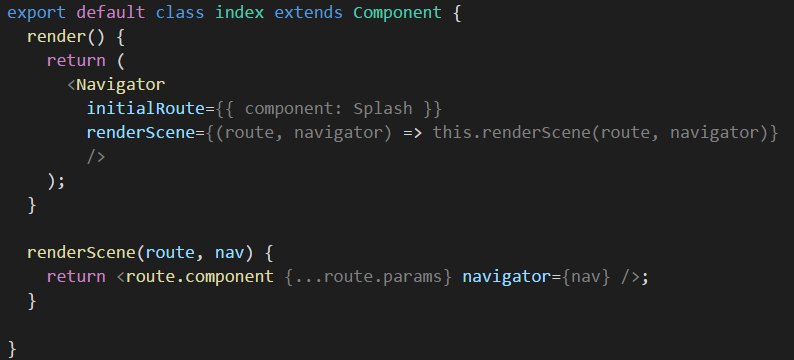 export default class index extends Component {
  render() {
    return (
      <Navigator
        initialRoute={{ component: Splash }}
        renderScene={(route, navigator) => this.renderScene(route, navigator)}
        />
    );
  }

  renderScene(route, nav) {
    return <route.component {...route.params} navigator={nav} />;
  }

}